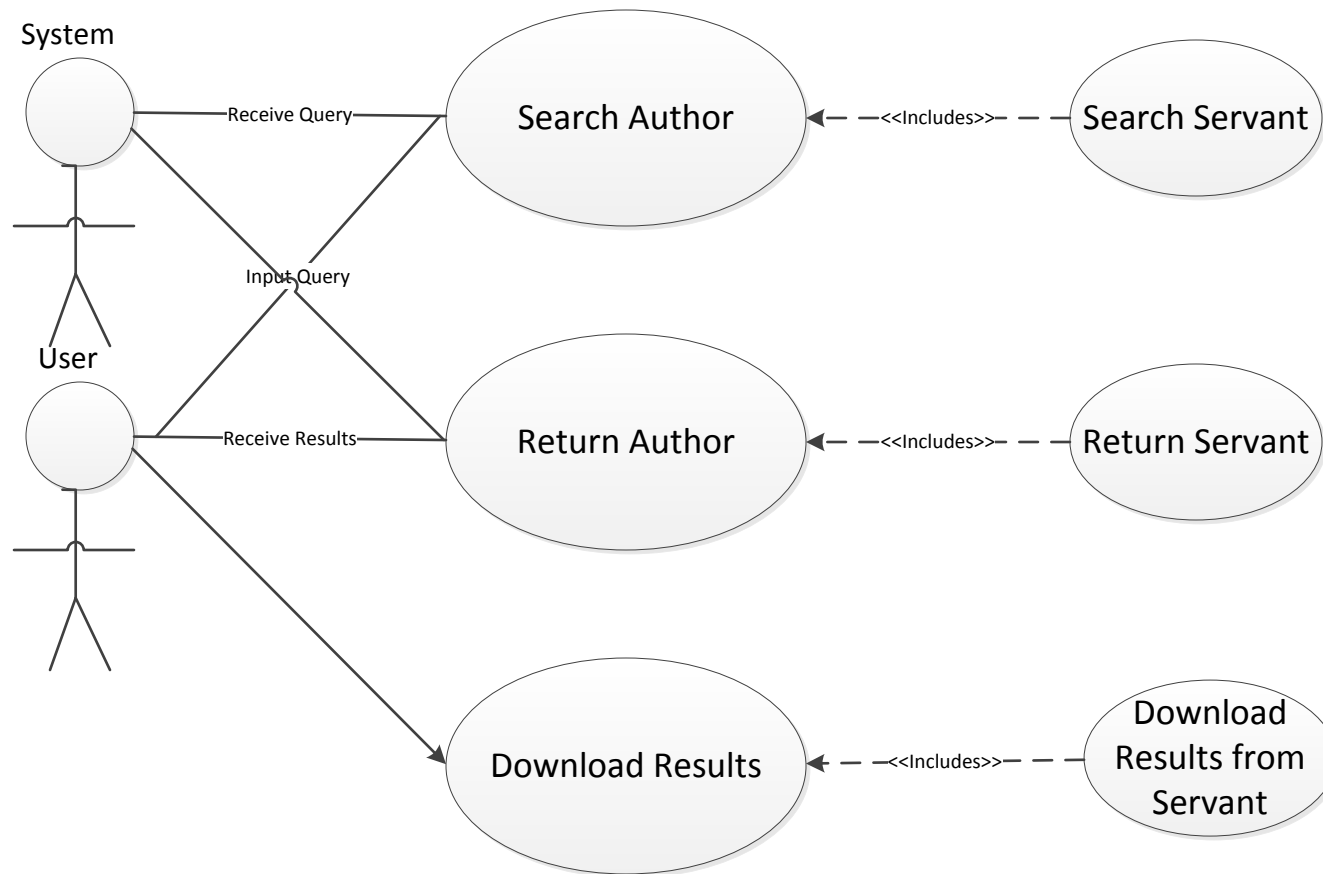 System
Receive Query
Search Author
<<Includes>>
Search Servant
Input Query
User
Receive Results
Return Author
<<Includes>>
Return Servant
Download Results
<<Includes>>
Download
Results from
Servant